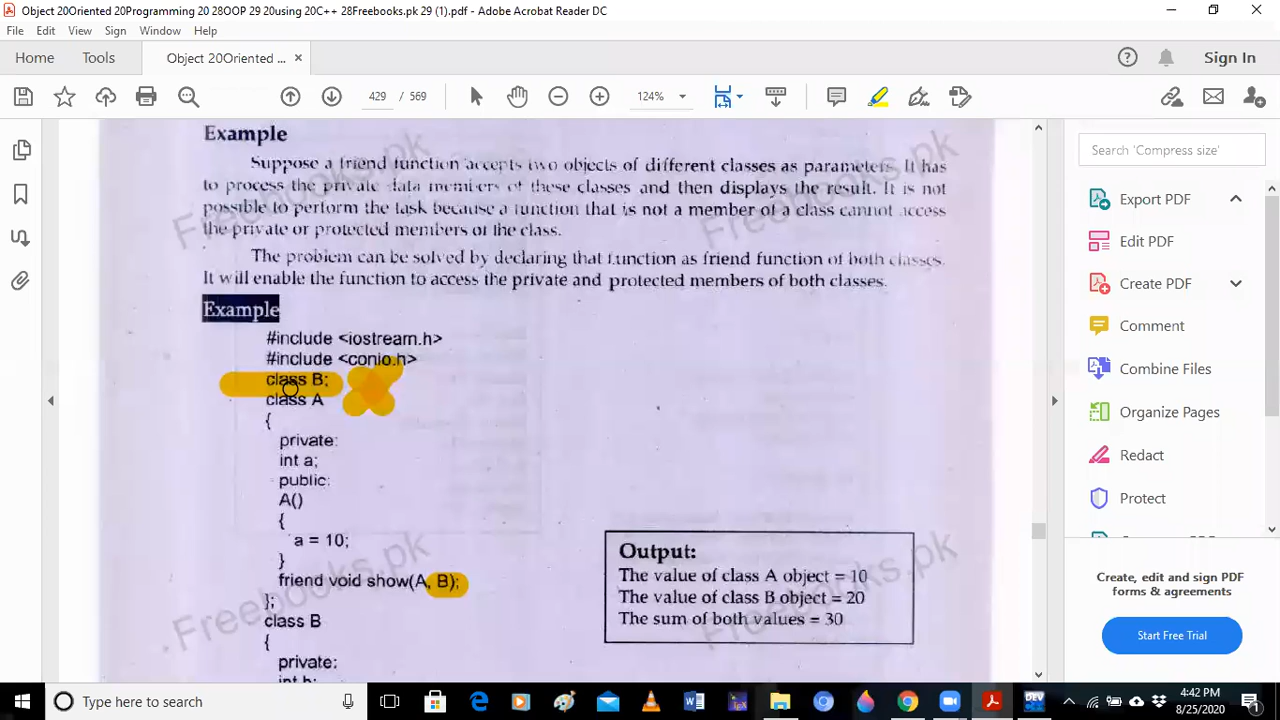 Object 20Oriented 20Programming 20 28OOP 29 20using 20C++ 28Freebooks.pk 29 (1).pdf - Adobe Acrobat Reader DC
File Edit View Sign Window Help
Home Tools Object 20Oriented ... × Sign In
429 / 569 124%
Example
Suppose a friend function accepts two objects of different classes as parameters. It has
to process the private data members of these classes and then displays the result. It is not
possible to perform the task because a function that is not a member of a class cannot access
the private or protected members of the class.
The problem can be solved by declaring that function as friend function of both classes.
It will enable the function to access the private and protected members of both classes.
Example
#include <iostream.h>
#include <conio.h>
class B;
class A
{
private:
int a;
public:
A()
{
a = 10;
}
friend void show(A, B);
};
class B
{
private:
int b;
Output:
The value of class A object = 10
The value of class B object = 20
The sum of both values = 30
Freebooks.pk
Freebooks.pk
Freebooks.pk
Freebooks.pk
Search 'Compress size'
Export PDF
Edit PDF
Create PDF
Comment
Combine Files
Organize Pages
Redact
Protect
Create, edit and sign PDF
forms & agreements
Start Free Trial
Type here to search
4:42 PM
8/25/2020